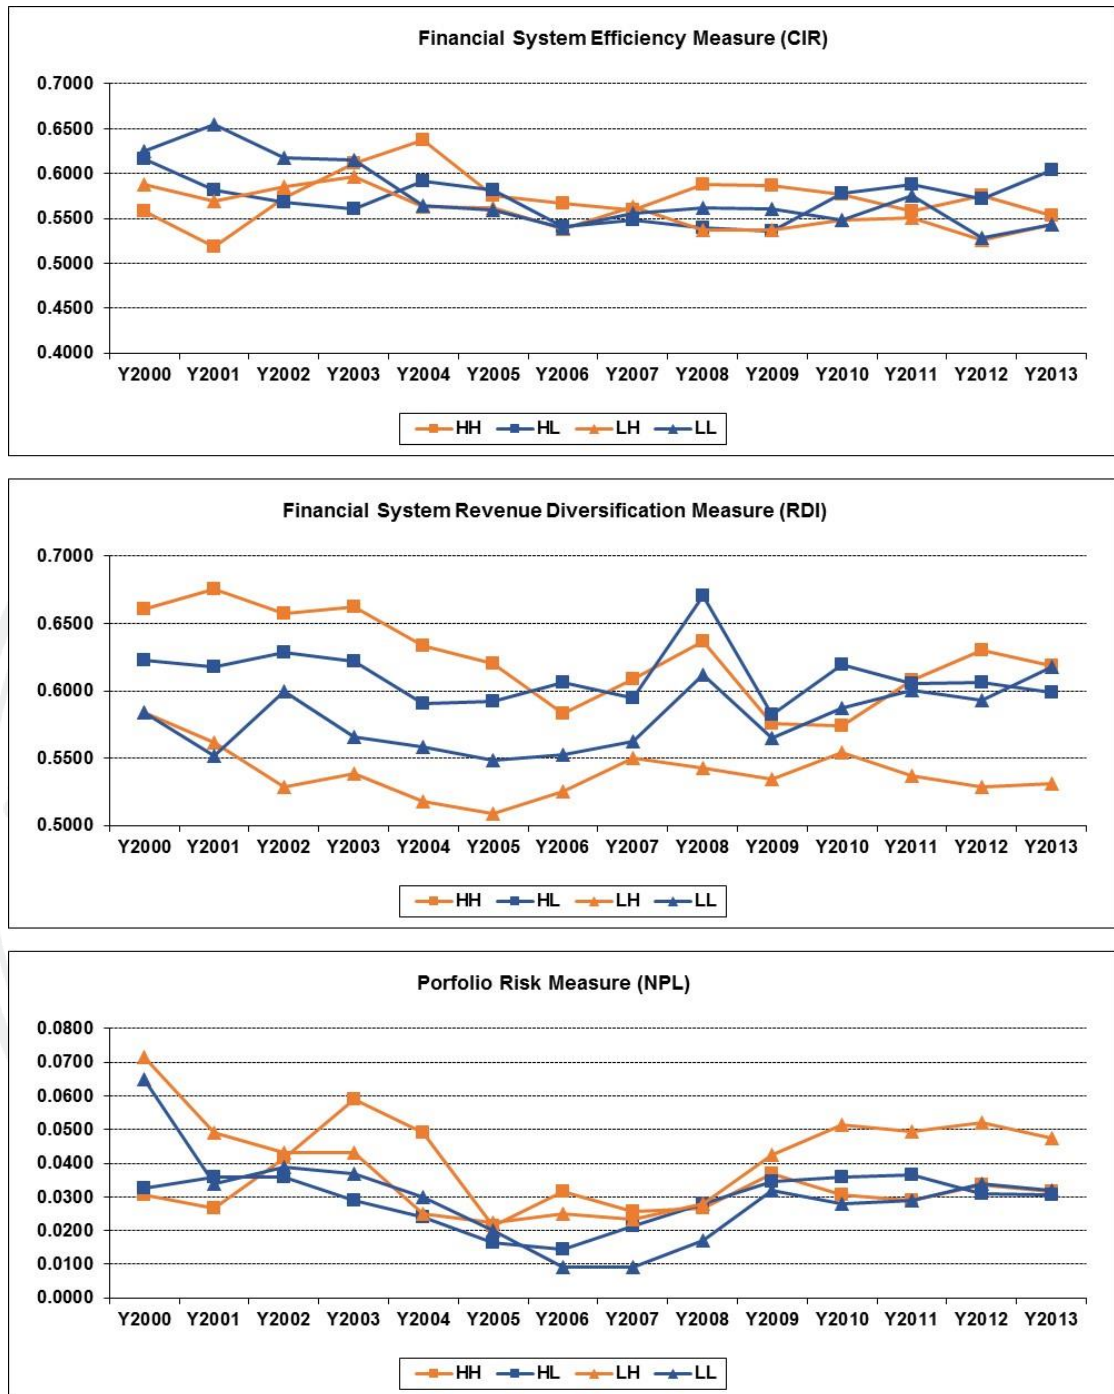 Financial System Efficiency Measure (CIR)
0.7000
0.6500
0.6000
0.5500
0.5000
0.4500
0.4000
Y2000 Y2001 Y2002 Y2003 Y2004 Y2005 Y2006 Y2007 Y2008 Y2009 Y2010 Y2011 Y2012 Y2013
HH HL LH LL
Financial System Revenue Diversification Measure (RDI)
0.7000
0.6500
0.6000
0.5500
0.5000
Y2000 Y2001 Y2002 Y2003 Y2004 Y2005 Y2006 Y2007 Y2008 Y2009 Y2010 Y2011 Y2012 Y2013
HH HL LH LL
Porfolio Risk Measure (NPL)
0.0800
0.0700
0.0600
0.0500
0.0400
0.0300
0.0200
0.0100
0.0000
Y2000 Y2001 Y2002 Y2003 Y2004 Y2005 Y2006 Y2007 Y2008 Y2009 Y2010 Y2011 Y2012 Y2013
HH HL LH LL